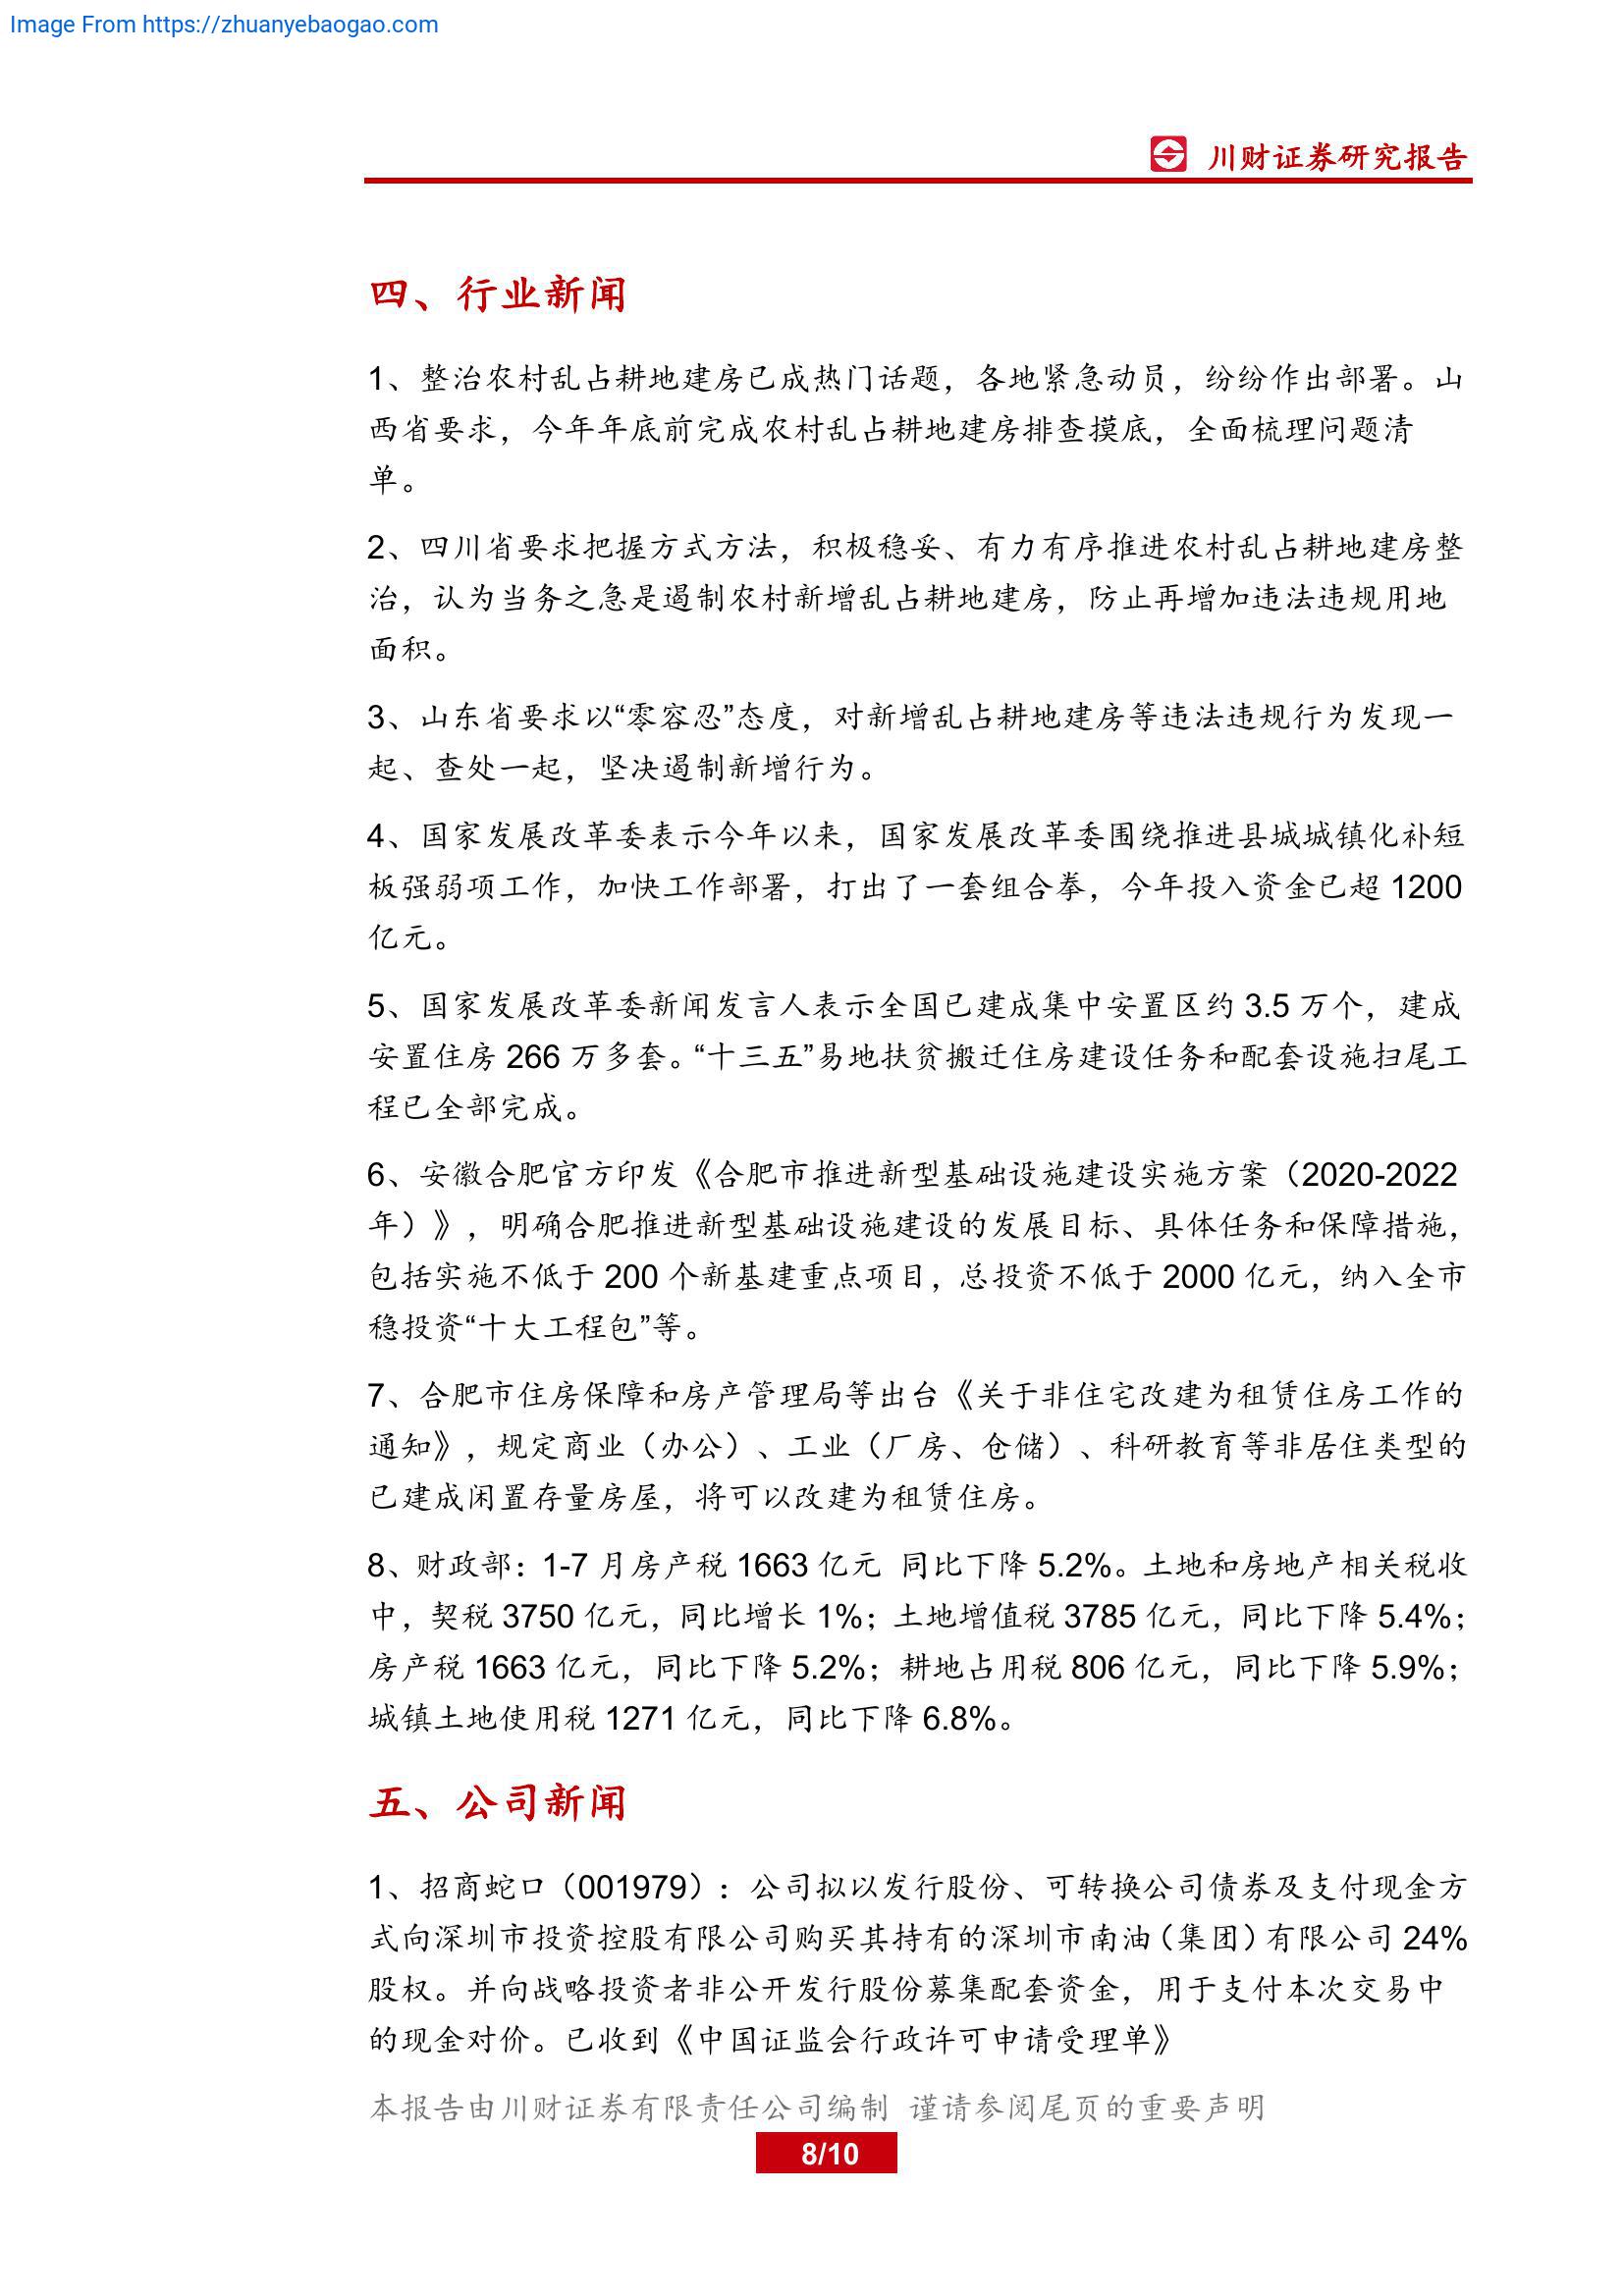 Image From https://zhuanyebaogao.com
川财证券研究报告
四、行业新闻
1、整治农村乱占耕地建房已成热门话题，各地紧急动员，纷纷作出部署。山
西省要求，今年年底前完成农村乱占耕地建房排查摸底，全面梳理问题清
单。
2、四川省要求把握方式方法，积极稳妥、有力有序推进农村乱占耕地建房整
治，认为当务之急是遏制农村新增乱占耕地建房，防止再增加违法违规用地
面积。
3、山东省要求以“零容忍”态度，对新增乱占耕地建房等违法违规行为发现一
起、查处一起，坚决遏制新增行为。
4、国家发展改革委表示今年以来，国家发展改革委围绕推进县城城镇化补短
板强弱项工作，加快工作部署，打出了一套组合拳，今年投入资金已超 1200
亿元。
5、国家发展改革委新闻发言人表示全国已建成集中安置区约 3.5 万个，建成
安置住房 266 万多套。“十三五”易地扶贫搬迁住房建设任务和配套设施扫尾工
程已全部完成。
6、安徽合肥官方印发《合肥市推进新型基础设施建设实施方案（2020-2022
年）》，明确合肥推进新型基础设施建设的发展目标、具体任务和保障措施，
包括实施不低于 200 个新基建重点项目，总投资不低于 2000 亿元，纳入全市
稳投资“十大工程包”等。
7、合肥市住房保障和房产管理局等出台《关于非住宅改建为租赁住房工作的
通知》，规定商业（办公）、工业（厂房、仓储）、科研教育等非居住类型的
已建成闲置存量房屋，将可以改建为租赁住房。
8、财政部：1-7 月房产税 1663 亿元 同比下降 5.2%。土地和房地产相关税收
中，契税 3750 亿元，同比增长 1%；土地增值税 3785 亿元，同比下降 5.4%；
房产税 1663 亿元，同比下降 5.2%；耕地占用税 806 亿元，同比下降 5.9%；
城镇土地使用税 1271 亿元，同比下降 6.8%。
五、公司新闻
1、招商蛇口（001979）：公司拟以发行股份、可转换公司债券及支付现金方
式向深圳市投资控股有限公司购买其持有的深圳市南油（集团）有限公司 24%
股权。并向战略投资者非公开发行股份募集配套资金，用于支付本次交易中
的现金对价。已收到《中国证监会行政许可申请受理单》
本报告由川财证券有限责任公司编制 谨请参阅尾页的重要声明
8/10